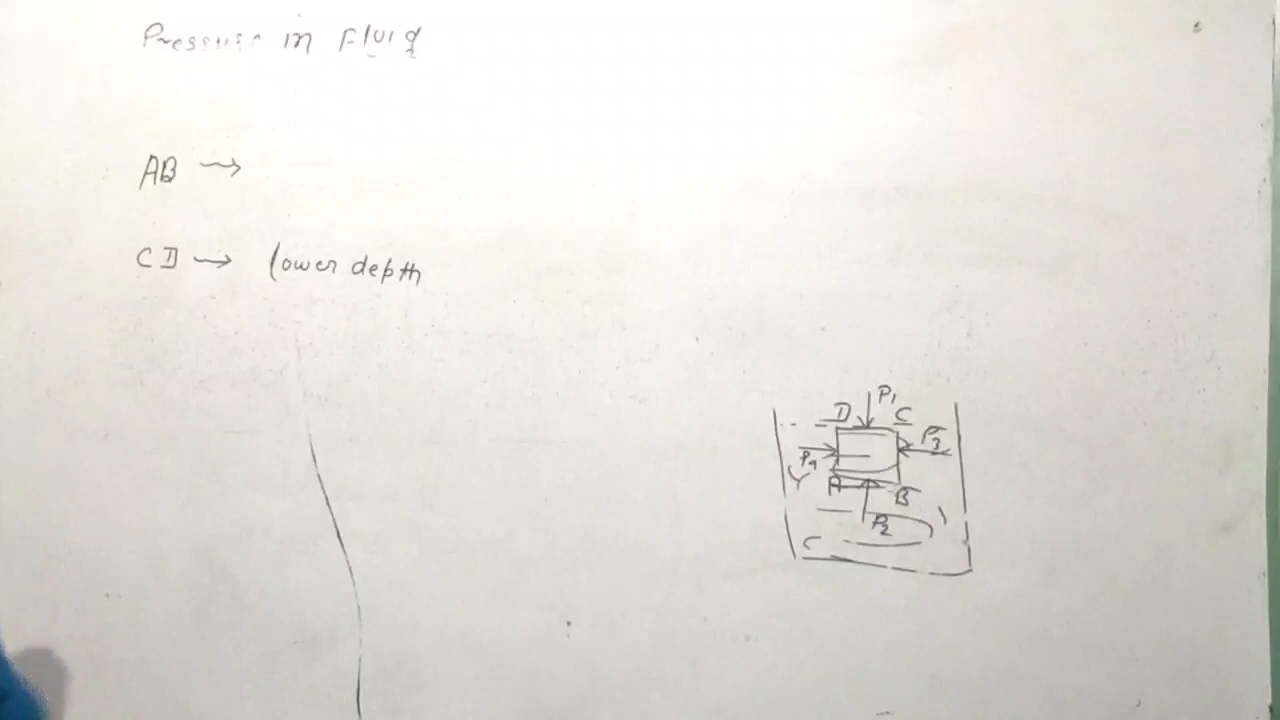 Pressure in Fluid
AB →
CD → lower depth
P1
D C
P3
P4
A B
P2